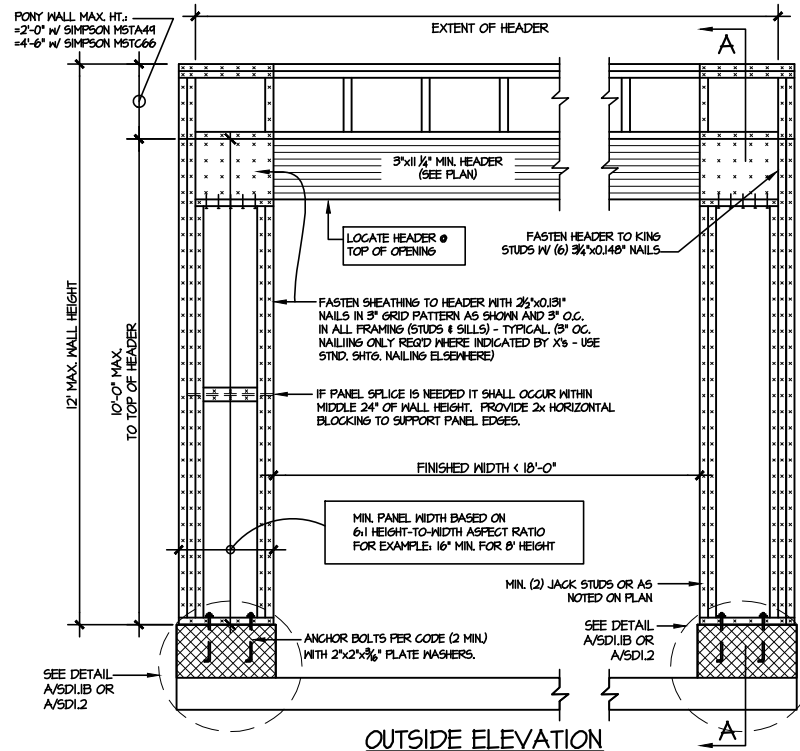 PONY WALL MAX. HT.:
=2'-0" W/ SIMPSON MSTA49
=4'-6" W/ SIMPSON MSTC66
EXTENT OF HEADER
A
3"x11 1/4" MIN. HEADER
(SEE PLAN)
LOCATE HEADER @
TOP OF OPENING
FASTEN HEADER TO KING
STUDS W/ (6) 3/4"x0.148" NAILS
12' MAX. WALL HEIGHT
10'-0" MAX.
TO TOP OF HEADER
FASTEN SHEATHING TO HEADER WITH 2 1/2"x0.131"
NAILS IN 3" GRID PATTERN AS SHOWN AND 3" O.C.
IN ALL FRAMING (STUDS & SILLS) - TYPICAL. (3" OC.
NAILIING ONLY REQ'D WHERE INDICATED BY X's - USE
STND. SHTG. NAILING ELSEWHERE)
IF PANEL SPLICE IS NEEDED IT SHALL OCCUR WITHIN
MIDDLE 24" OF WALL HEIGHT. PROVIDE 2x HORIZONTAL
BLOCKING TO SUPPORT PANEL EDGES.
FINISHED WIDTH < 18'-0"
MIN. PANEL WIDTH BASED ON
6:1 HEIGHT-TO-WIDTH ASPECT RATIO
FOR EXAMPLE: 16" MIN. FOR 8' HEIGHT
MIN. (2) JACK STUDS OR AS
NOTED ON PLAN
ANCHOR BOLTS PER CODE (2 MIN.)
WITH 2"x2"x3/16" PLATE WASHERS.
SEE DETAIL
A/SD1.1B OR
A/SD1.2
SEE DETAIL
A/SD1.1B OR
A/SD1.2
A
OUTSIDE ELEVATION